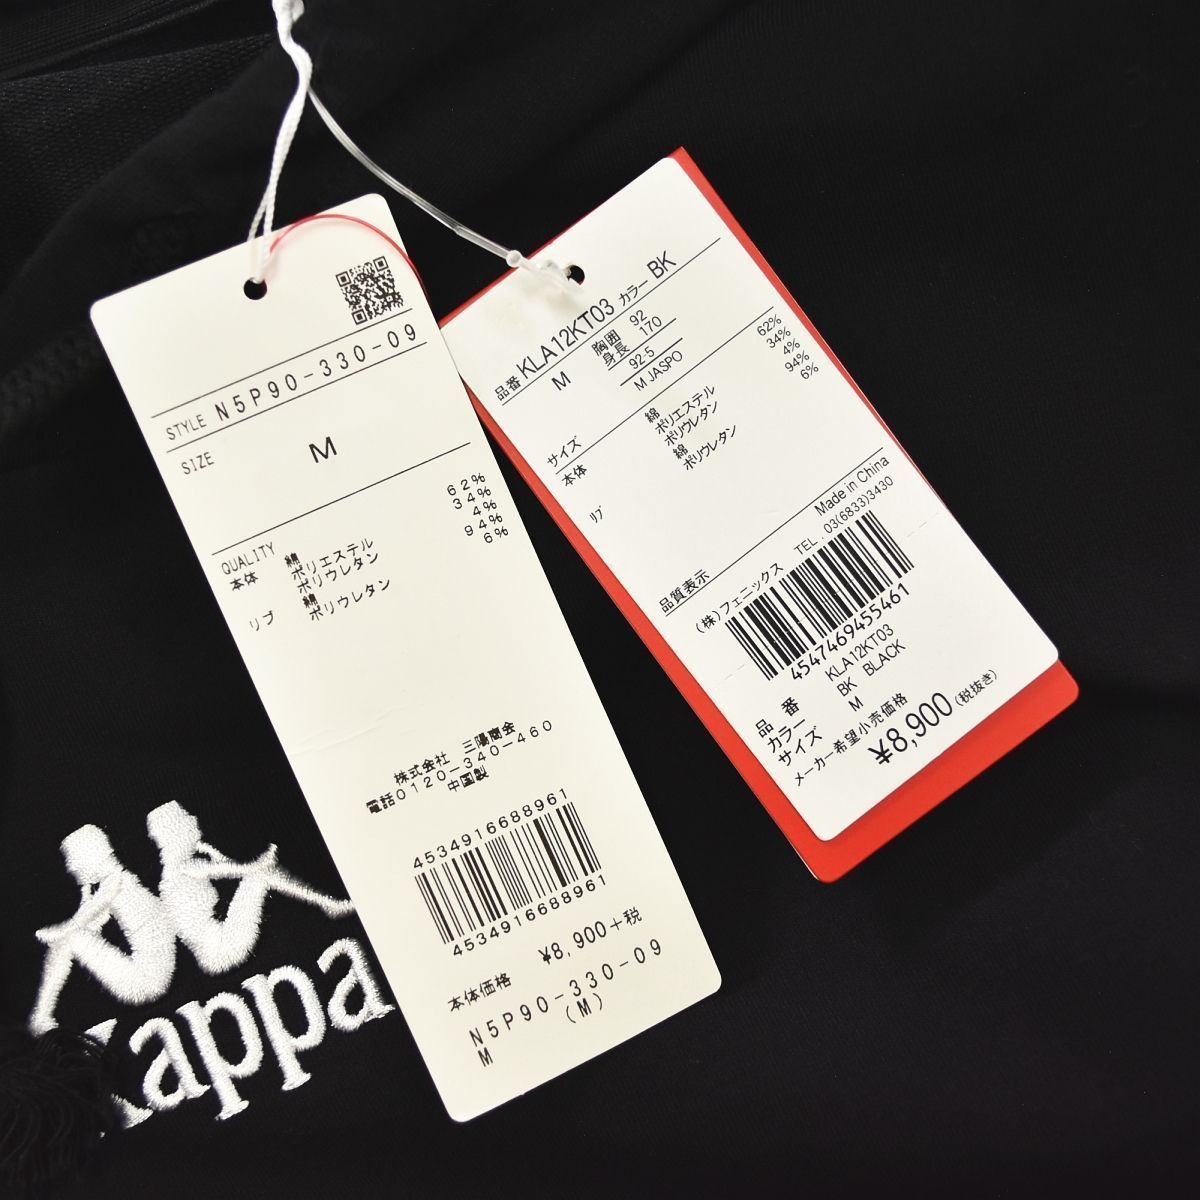 STYLE N5P90-330-09
SIZE M
QUALITY
本体 綿 62%
ポリエステル 34%
ポリウレタン 4%
リブ 綿 94%
ポリウレタン 6%
株式会社 三陽商会
電話0120-340-460
中国製
4534916688961
4534916688961
本体価格 ¥8,900+税
N5P90-330-09
M (M)
品番 KLA12KT03 カラー BK
サイズ M 胸囲 92
身長 170
92-5
M JASPO
本体 綿 62%
ポリエステル 34%
ポリウレタン 4%
リブ 綿 94%
ポリウレタン 6%
品質表示 Made in China
(株)フェニックス TEL.03(6833)3430
4547469455461
品番 KLA12KT03
カラー BK BLACK
サイズ M
メーカー希望小売価格
¥8,900(税抜き)
Kappa